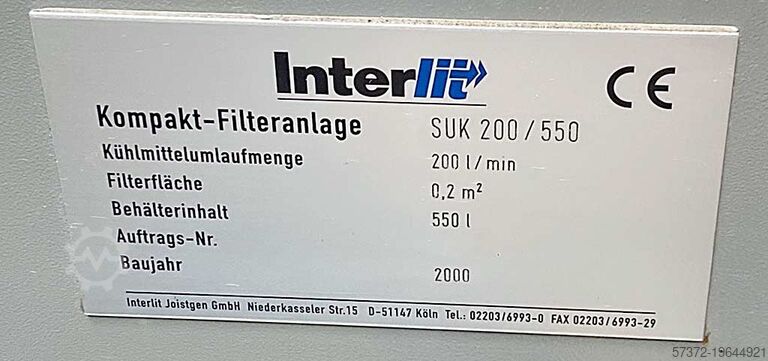 Interlit
CE
Kompakt-Filteranlage SUK 200/550
Kühlmittelumlaufmenge 200 l/min
Filterfläche 0,2 m²
Behälterinhalt 550 l
Auftrags-Nr.
Baujahr 2000
Interlit Joistgen GmbH Niederkasseler Str.15 D-51147 Köln Tel.: 02203/6993-0 FAX 02203/6993-29
57372-19644921